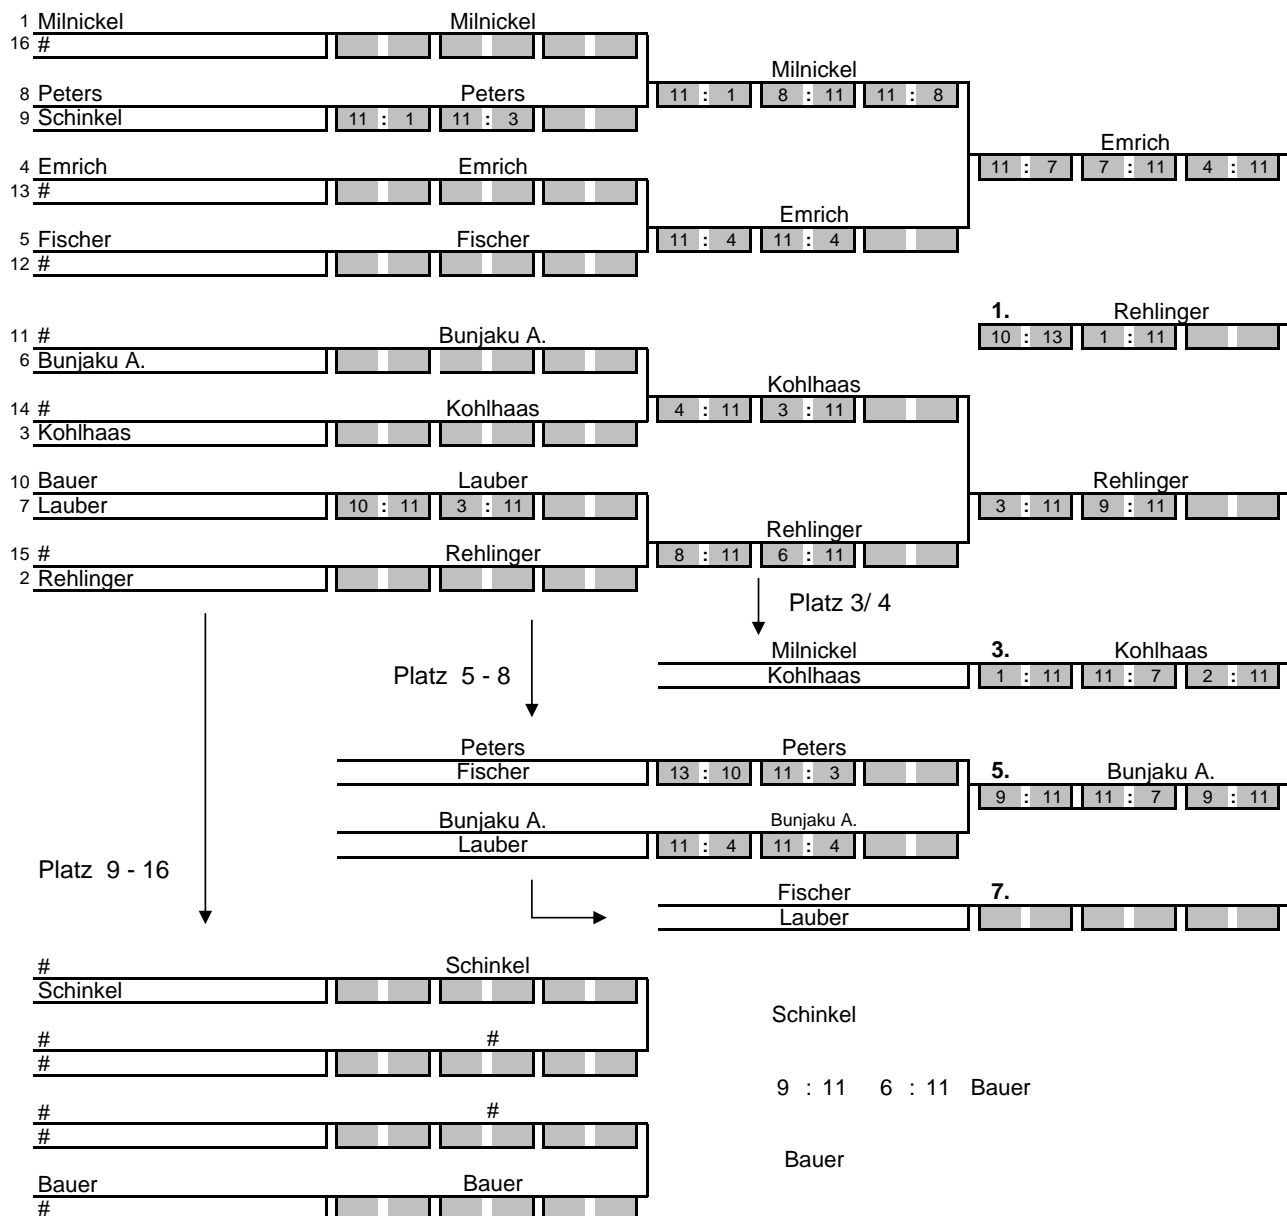 1 Milnickel Milnickel
16 #
Milnickel
8 Peters Peters 11 : 1 8 : 11 11 : 8
9 Schinkel 11 : 1 11 : 3
Emrich
4 Emrich Emrich 11 : 7 7 : 11 4 : 11
13 #
Emrich
5 Fischer Fischer 11 : 4 11 : 4
12 #
1. Rehlinger
11 # Bunjaku A. 10 : 13 1 : 11
6 Bunjaku A.
Kohlhaas
14 # Kohlhaas 4 : 11 3 : 11
3 Kohlhaas
10 Bauer Lauber Rehlinger
7 Lauber 10 : 11 3 : 11 3 : 11 9 : 11
Rehlinger
15 # Rehlinger 8 : 11 6 : 11
2 Rehlinger
Platz 3/ 4
Milnickel 3. Kohlhaas
Platz 5 - 8 Kohlhaas 1 : 11 11 : 7 2 : 11
Peters Peters
Fischer 13 : 10 11 : 3 5. Bunjaku A.
9 : 11 11 : 7 9 : 11
Bunjaku A. Bunjaku A.
Lauber 11 : 4 11 : 4
Platz 9 - 16
Fischer 7.
Lauber
# Schinkel
Schinkel
Schinkel
# #
#
9 : 11 6 : 11 Bauer
# #
#
Bauer
Bauer Bauer
#